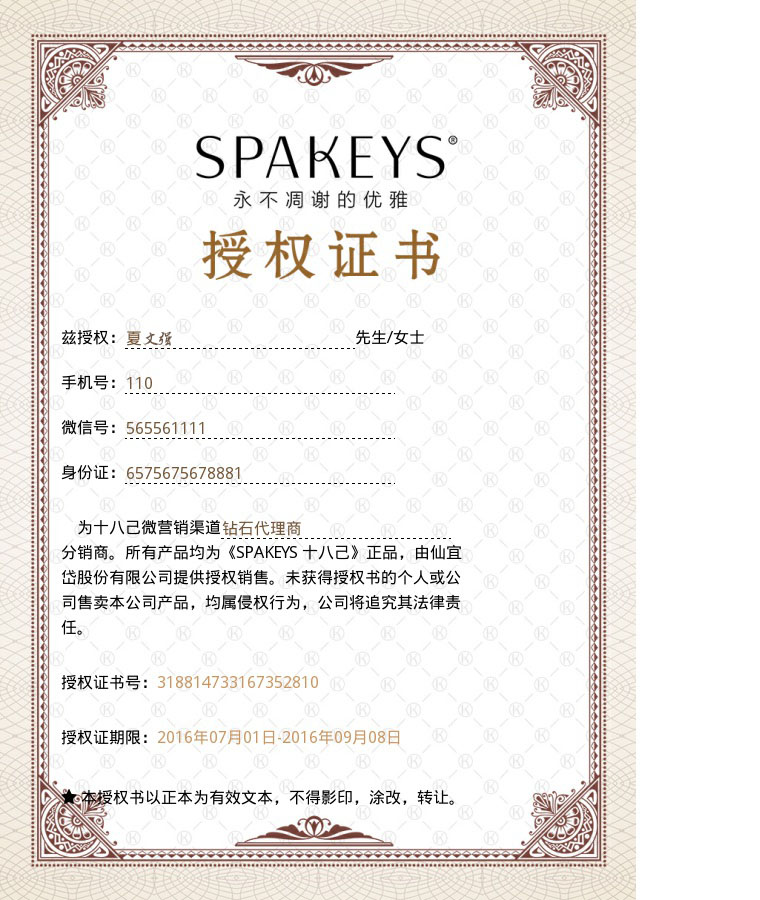 SPAKEYS®
永不凋谢的优雅
授权证书
兹授权：夏文强 先生/女士
手机号：110
微信号：565561111
身份证：6575675678881
为十八己微营销渠道钻石代理商
分销商。所有产品均为《SPAKEYS 十八己》正品，由仙宜
岱股份有限公司提供授权销售。未获得授权书的个人或公
司售卖本公司产品，均属侵权行为，公司将追究其法律责
任。
授权证书号：318814733167352810
授权证期限：2016年07月01日-2016年09月08日
★本授权书以正本为有效文本，不得影印，涂改，转让。